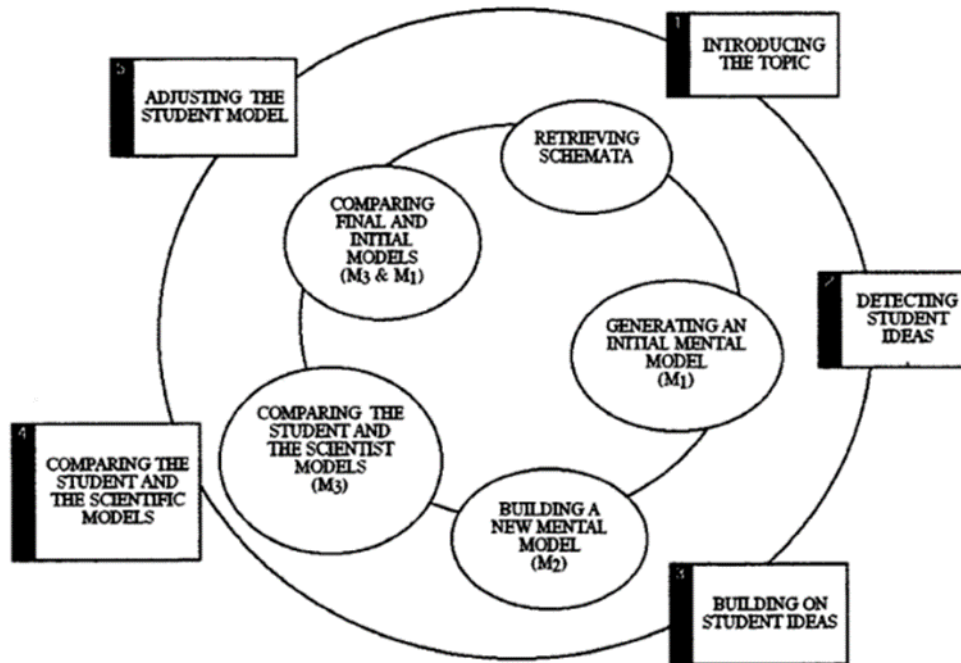 1
INTRODUCING
THE TOPIC
5
ADJUSTING THE
STUDENT MODEL
RETRIEVING
SCHEMATA
COMPARING
FINAL AND
INITIAL
MODELS
(M3 & M1)
2
DETECTING
STUDENT
IDEAS
GENERATING AN
INITIAL MENTAL
MODEL
(M1)
COMPARING THE
STUDENT AND
THE SCIENTIST
MODELS
(M3)
4
COMPARING THE
STUDENT AND
THE SCIENTIFIC
MODELS
BUILDING A
NEW MENTAL
MODEL
(M2)
3
BUILDING ON
STUDENT IDEAS